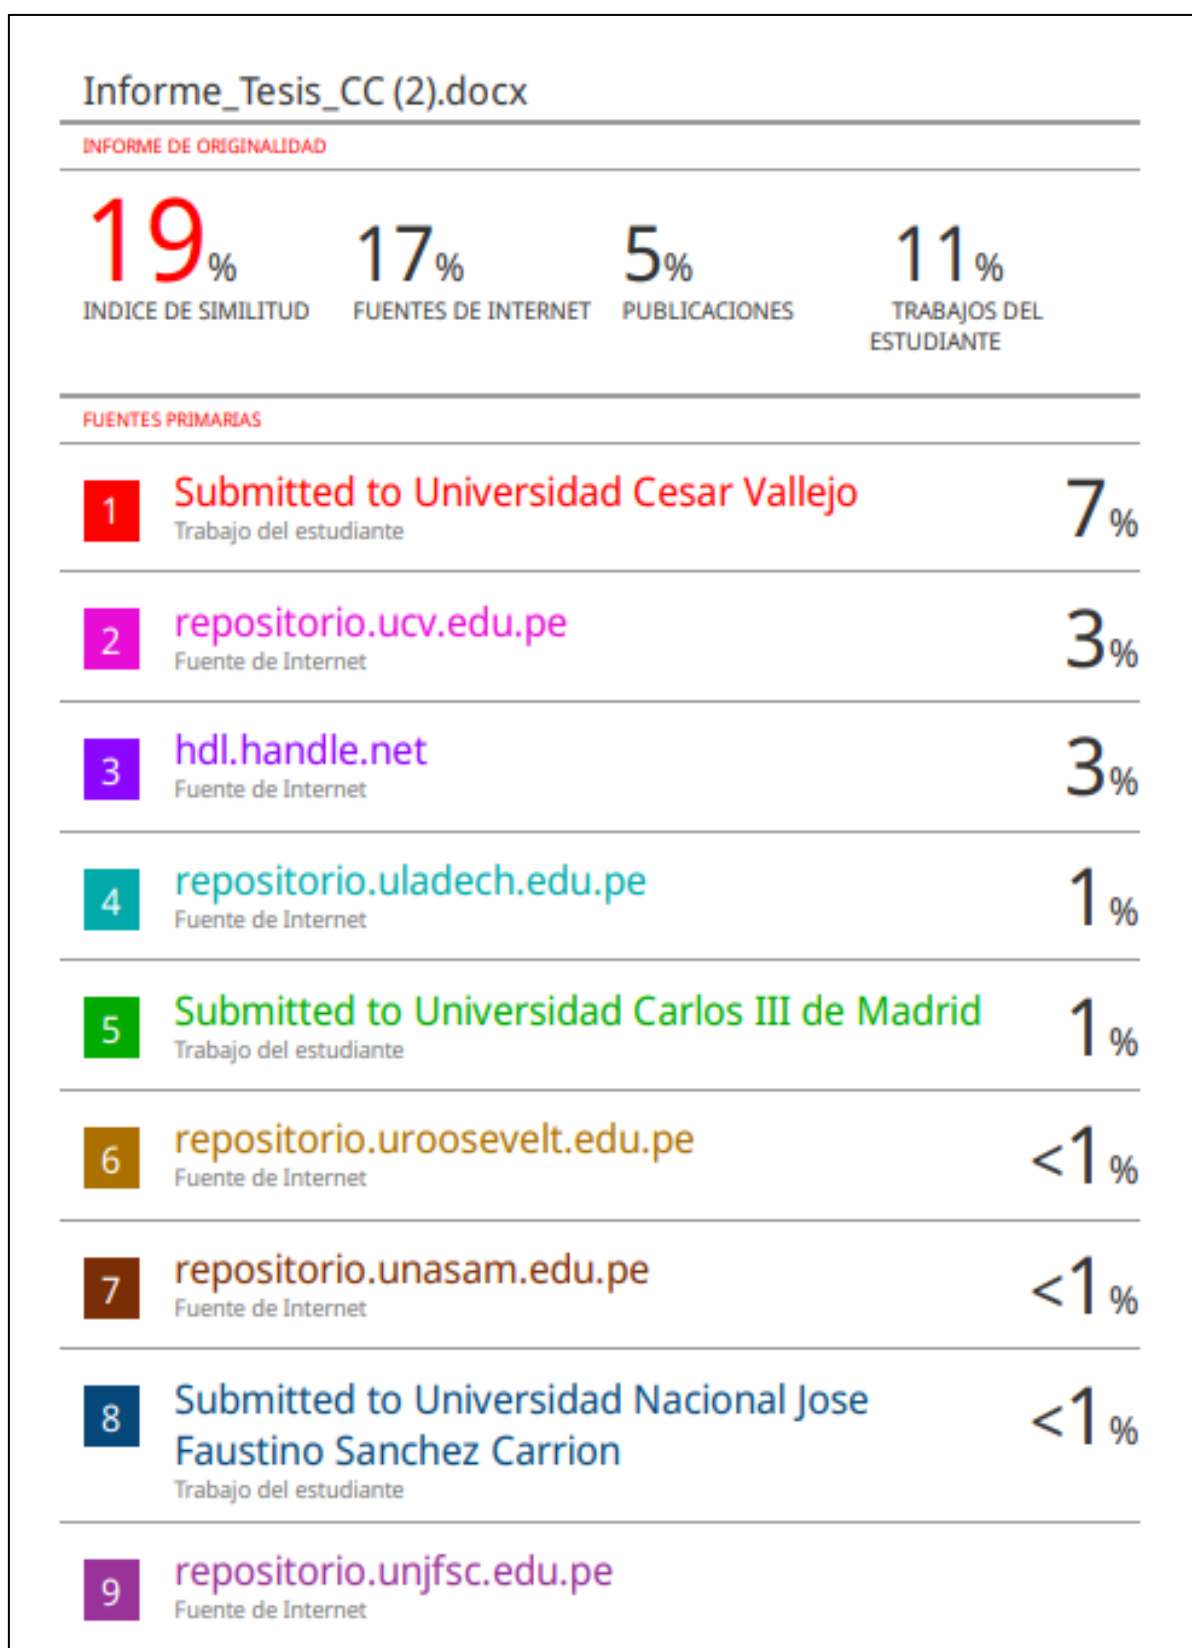 Informe_Tesis_CC (2).docx
INFORME DE ORIGINALIDAD
19%
17%
5%
11%
INDICE DE SIMILITUD
FUENTES DE INTERNET
PUBLICACIONES
TRABAJOS DEL
ESTUDIANTE
FUENTES PRIMARIAS
1
Submitted to Universidad Cesar Vallejo
Trabajo del estudiante
7%
2
repositorio.ucv.edu.pe
Fuente de Internet
3%
3
hdl.handle.net
Fuente de Internet
3%
4
repositorio.uladech.edu.pe
Fuente de Internet
1%
5
Submitted to Universidad Carlos III de Madrid
Trabajo del estudiante
1%
6
repositorio.uroosevelt.edu.pe
Fuente de Internet
<1%
7
repositorio.unasam.edu.pe
Fuente de Internet
<1%
8
Submitted to Universidad Nacional Jose
Faustino Sanchez Carrion
Trabajo del estudiante
<1%
9
repositorio.unjfsc.edu.pe
Fuente de Internet